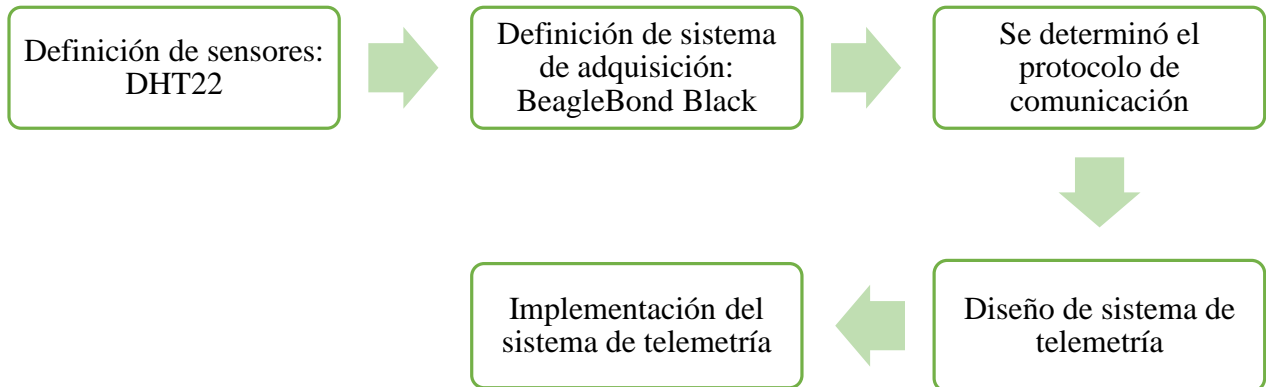 Definición de sensores:
DHT22
Definición de sistema
de adquisición:
BeagleBond Black
Se determinó el
protocolo de
comunicación
Diseño de sistema de
telemetría
Implementación del
sistema de telemetría